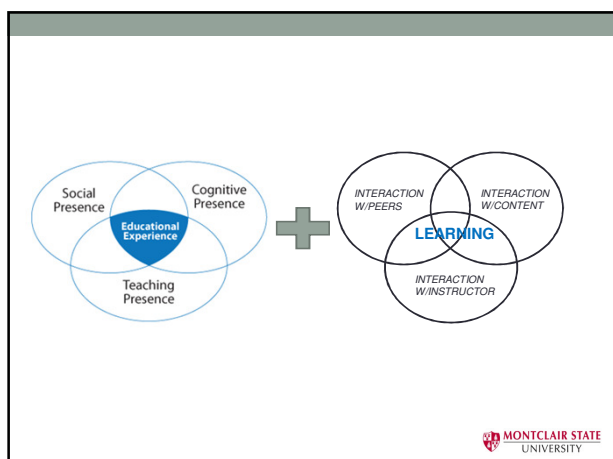 Social
Presence
Cognitive
Presence
Educational
Experience
Teaching
Presence
INTERACTION
W/PEERS
INTERACTION
W/CONTENT
LEARNING
INTERACTION
W/INSTRUCTOR
MONTCLAIR STATE
UNIVERSITY